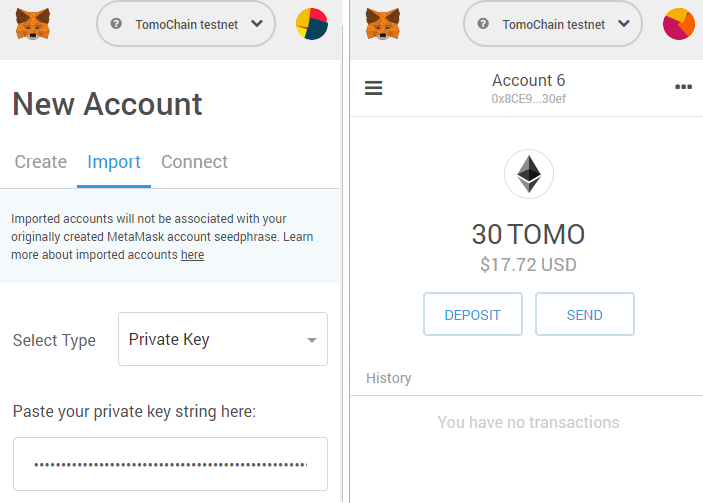 TomoChain testnet
New Account
Create Import Connect
Imported accounts will not be associated with your
originally created MetaMask account seedphrase. Learn
more about imported accounts here
Select Type
Private Key
Paste your private key string here:
TomoChain testnet
Account 6
0x8CE9...30ef
30 TOMO
$17.72 USD
DEPOSIT SEND
History
You have no transactions